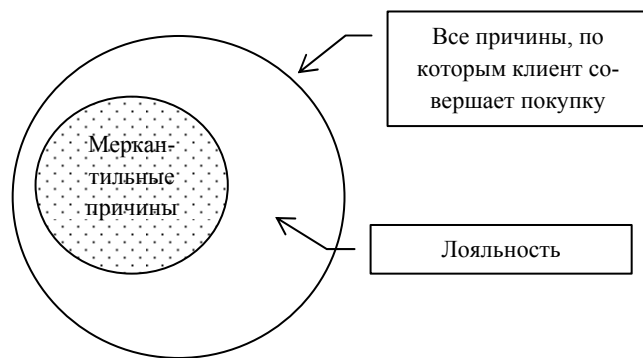 Все причины, по
которым клиент со-
вершает покупку
Меркан-
тильные
причины
Лояльность